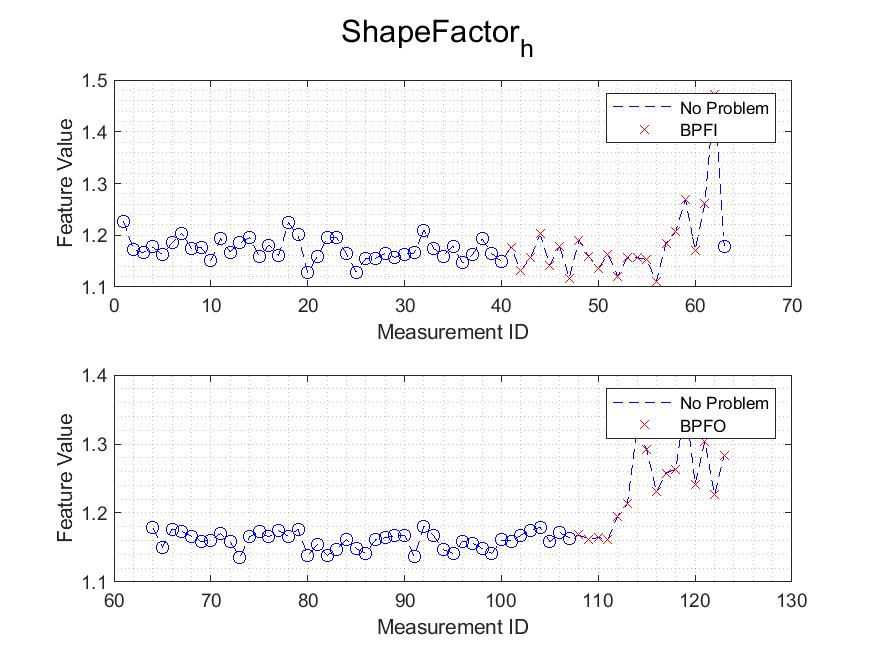 ShapeFactor_h
1.5
1.4
1.3
1.2
1.1
Feature Value
No Problem
BPFI
0 10 20 30 40 50 60 70
Measurement ID
1.4
1.3
1.2
1.1
Feature Value
No Problem
BPFO
60 70 80 90 100 110 120 130
Measurement ID